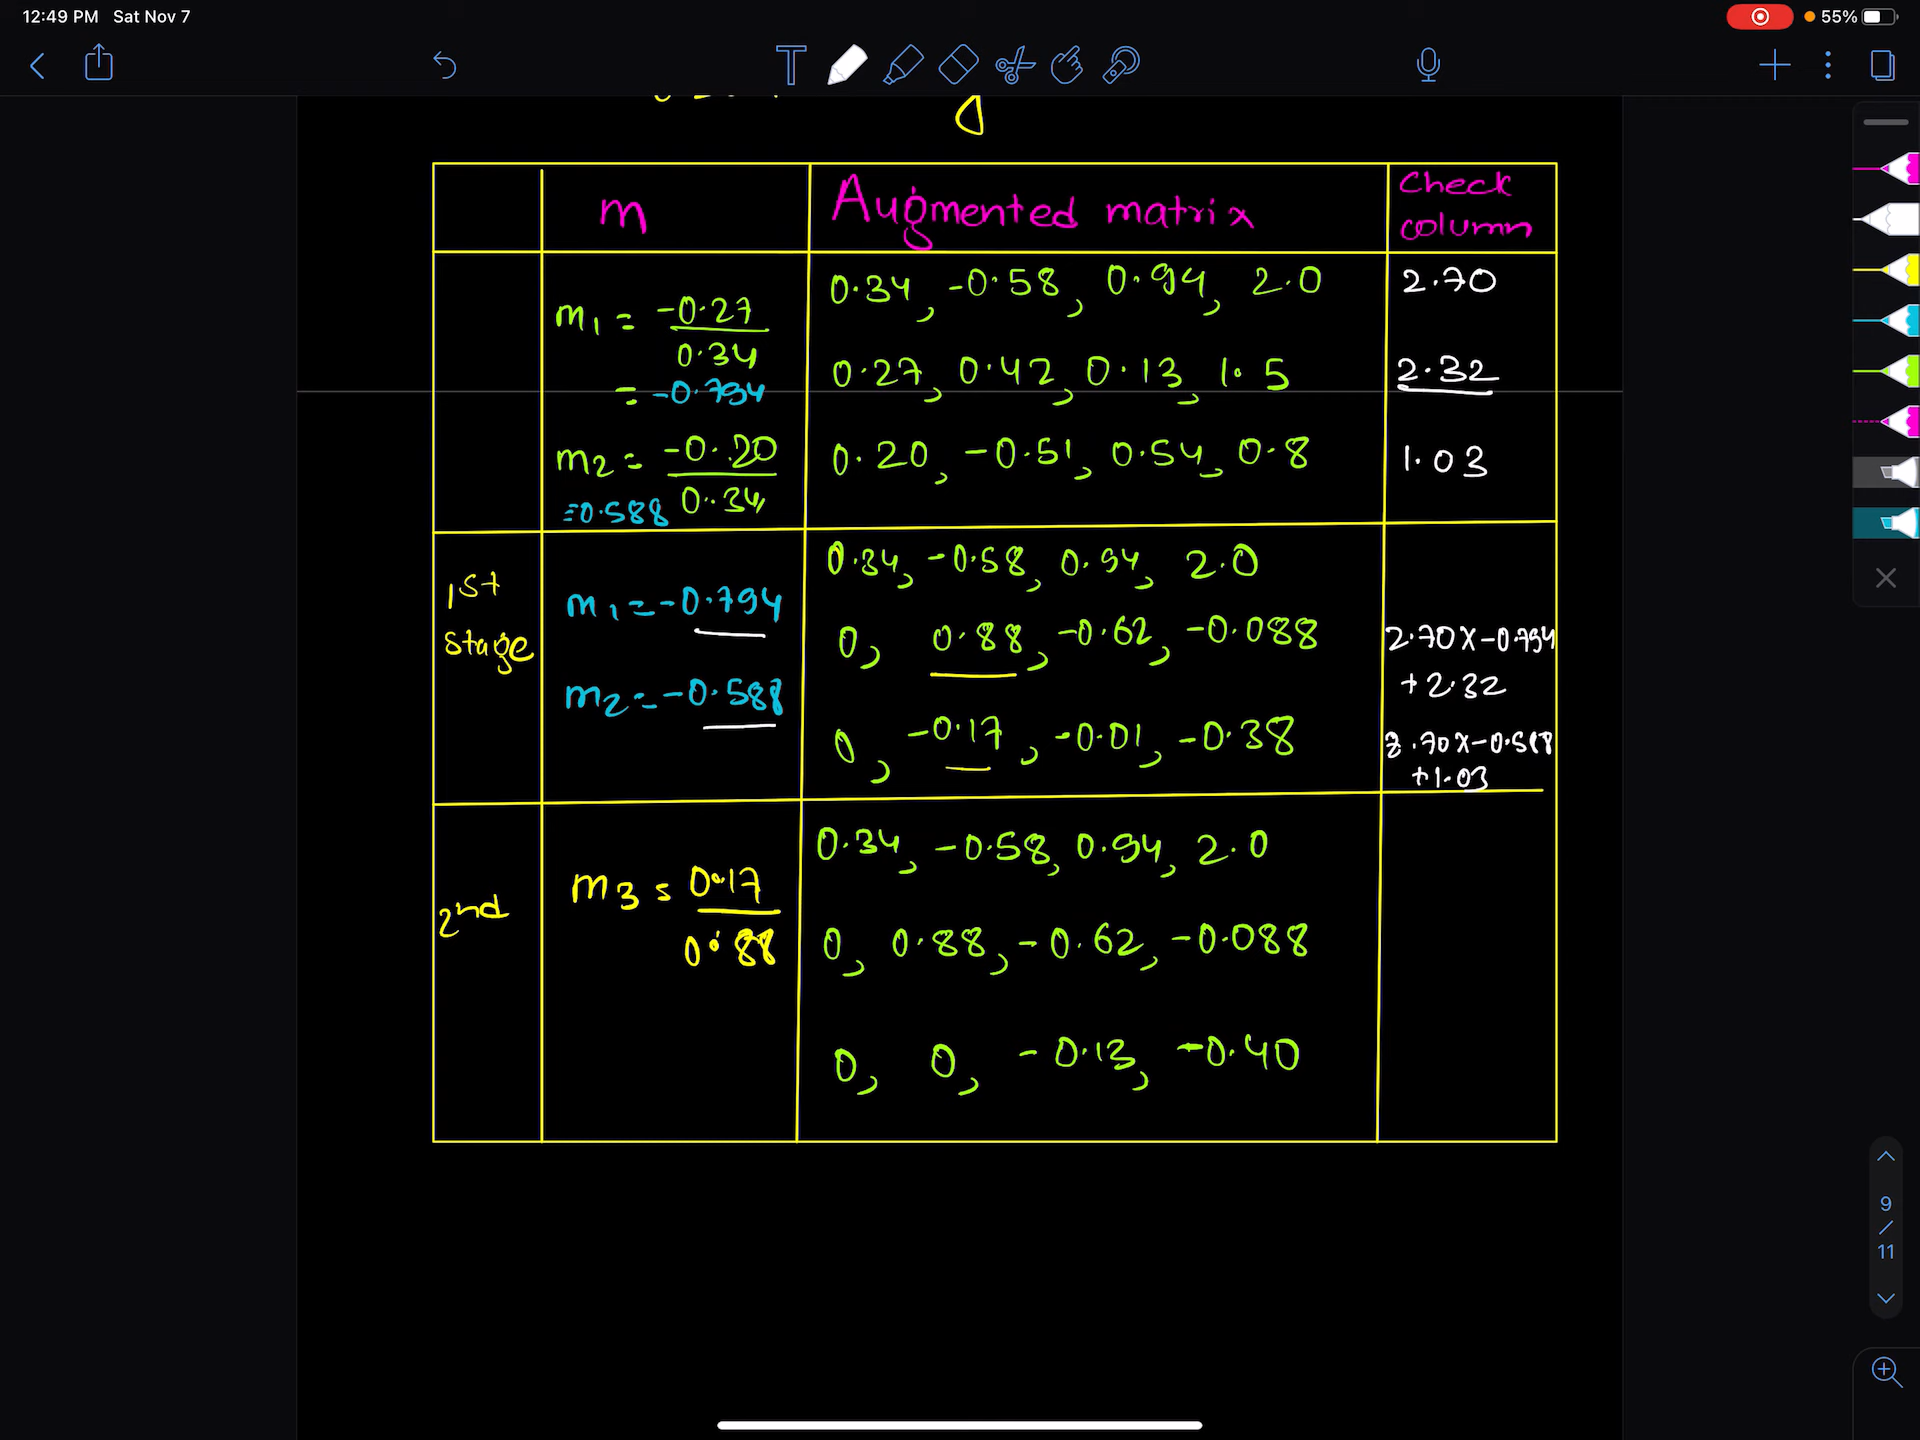 12:49 PM Sat Nov 7
55%
m
Augmented matrix
Check
column
m1 = -0.27
0.34
= -0.794
m2 = -0.20
0.34
=0.588
0.34, -0.58, 0.94, 2.0
0.27, 0.42, 0.13, 1.5
0.20, -0.51, 0.54, 0.8
2.70
2.32
1.03
1st
stage
m1 = -0.794
m2 = -0.588
0.34, -0.58, 0.94, 2.0
0, 0.88, -0.62, -0.088
0, -0.17, -0.01, -0.38
2.70x-0.794
+2.32
2.70x-0.588
+1.03
2nd
m3 = 0.17
0.88
0.34, -0.58, 0.94, 2.0
0, 0.88, -0.62, -0.088
0, 0, -0.13, -0.40
9
/
11